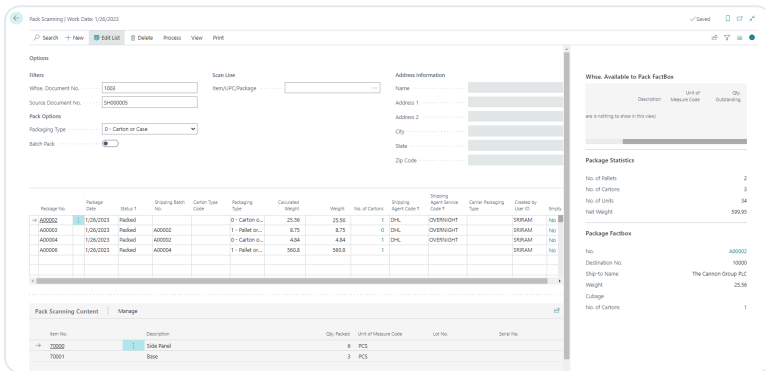 Pack Scanning | Work Date: 1/26/2023
Saved
Search + New Edit List Delete Process View Print
Options
Filters
Whse. Document No. 1003
Source Document No. SH000005
Pack Options
Packaging Type 0 - Carton or Case
Batch Pack
Scan Line
Item/UPC/Package
Address Information
Name
Address 1
Address 2
City
State
Zip Code
Package No. Package Date Status ↑ Shipping Batch No. Carton Type Code Packaging Type Caculated Weight Weight No. of Cartons Shipping Agent Code ↑ Shipping Agent Service Code ↑ Carrier Packaging Type Created by User ID Empty
→ A00002 1/26/2023 Packed 0 - Carton o... 25.56 25.56 1 DHL OVERNIGHT SRIRAM No
A00003 1/26/2023 Packed A00002 1 - Pallet or... 8.75 8.75 0 DHL OVERNIGHT SRIRAM No
A00004 1/26/2023 Packed A00002 0 - Carton o... 4.84 4.84 1 DHL OVERNIGHT SRIRAM No
A00006 1/26/2023 Packed A00004 1 - Pallet or... 560.8 560.8 1 SRIRAM No
Pack Scanning Content Manage
Item No. Description Qty. Packed Unit of Measure Code Lot No. Serial No.
→ 70000 Side Panel 6 PCS
70001 Base 3 PCS
Whse. Available to Pack FactBox
Description Unit of Measure Code Qty. Outstanding
ere is nothing to show in this view)
Package Statistics
No. of Pallets 2
No. of Cartons 3
No. of Units 34
Net Weight 599.95
Package Factbox
No. A00002
Destination No. 10000
Ship-to Name The Cannon Group PLC
Weight 25.56
Cubage
No. of Cartons 1